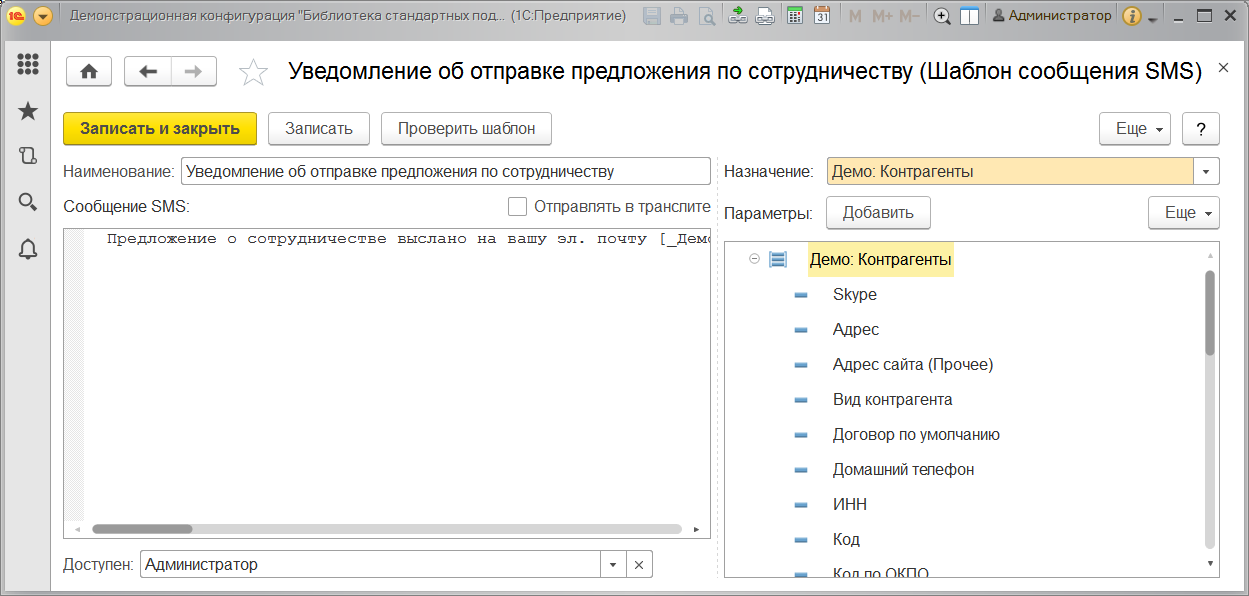 Демонстрационная конфигурация "Библиотека стандартных под... (1С:Предприятие)
31 M M+ M- Администратор
Уведомление об отправке предложения по сотрудничеству (Шаблон сообщения SMS)
Записать и закрыть Записать Проверить шаблон Еще ?
Наименование: Уведомление об отправке предложения по сотрудничеству Назначение: Демо: Контрагенты
Сообщение SMS: Отправлять в транслите Параметры: Добавить Еще
Предложение о сотрудничестве выслано на вашу эл. почту [_Демо
Демо: Контрагенты
Skype
Адрес
Адрес сайта (Прочее)
Вид контрагента
Договор по умолчанию
Домашний телефон
ИНН
Код
Код по ОКПО
Доступен: Администратор